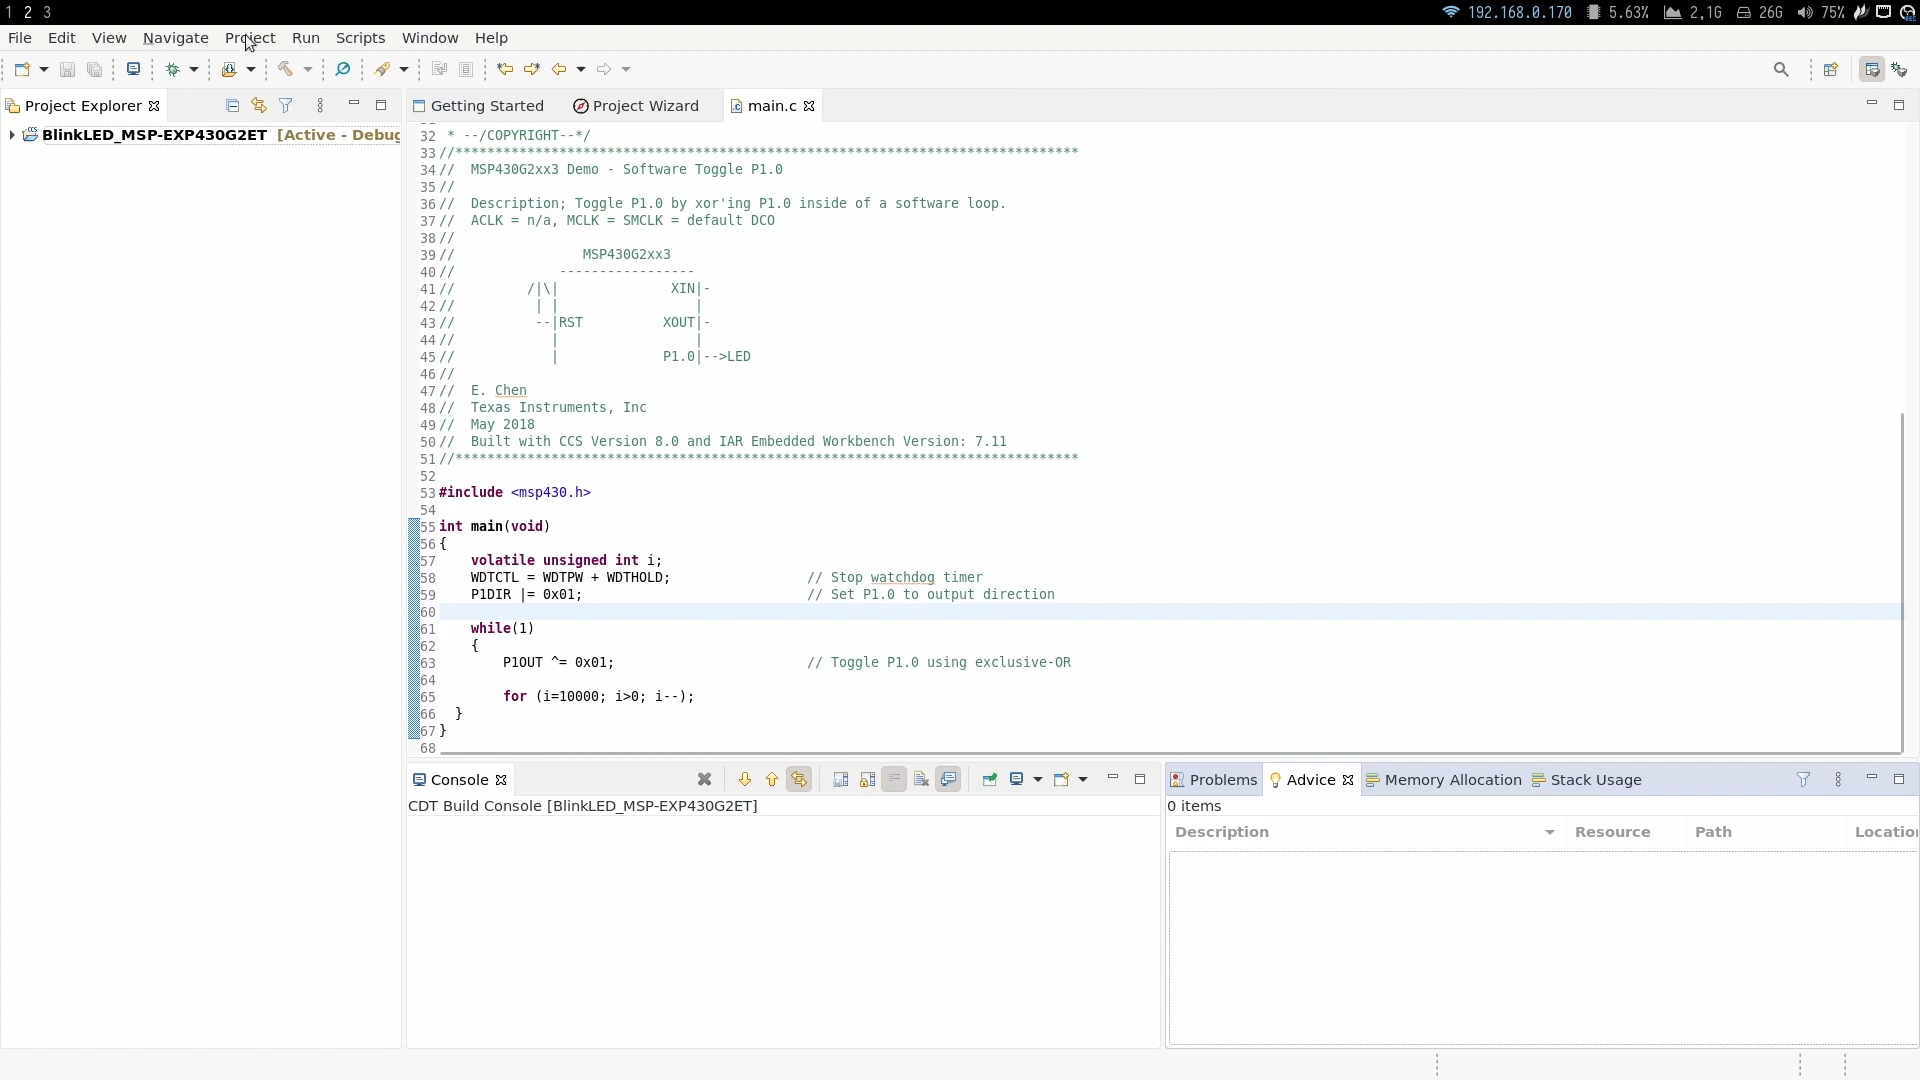 1 2 3
192.168.0.170 5.63% 2,1G 26G 75%
File Edit View Navigate Project Run Scripts Window Help
Project Explorer
Getting Started Project Wizard main.c
BlinkLED_MSP-EXP430G2ET [Active - Debug
32 * --/COPYRIGHT--*/
33 //******************************************************************************
34 //  MSP430G2xx3 Demo - Software Toggle P1.0
35 //
36 //  Description; Toggle P1.0 by xor'ing P1.0 inside of a software loop.
37 //  ACLK = n/a, MCLK = SMCLK = default DCO
38 //
39 //                MSP430G2xx3
40 //             -----------------
41 //         /|\|              XIN|-
42 //          | |                 |
43 //          --|RST          XOUT|-
44 //            |                 |
45 //            |             P1.0|-->LED
46 //
47 //  E. Chen
48 //  Texas Instruments, Inc
49 //  May 2018
50 //  Built with CCS Version 8.0 and IAR Embedded Workbench Version: 7.11
51 //******************************************************************************
52
53 #include <msp430.h>
54
55 int main(void)
56 {
57     volatile unsigned int i;
58     WDTCTL = WDTPW + WDTHOLD;                 // Stop watchdog timer
59     P1DIR |= 0x01;                            // Set P1.0 to output direction
60
61     while(1)
62     {
63         P1OUT ^= 0x01;                        // Toggle P1.0 using exclusive-OR
64
65         for (i=10000; i>0; i--);
66   }
67 }
68
Console
CDT Build Console [BlinkLED_MSP-EXP430G2ET]
Problems Advice Memory Allocation Stack Usage
0 items
Description Resource Path Location